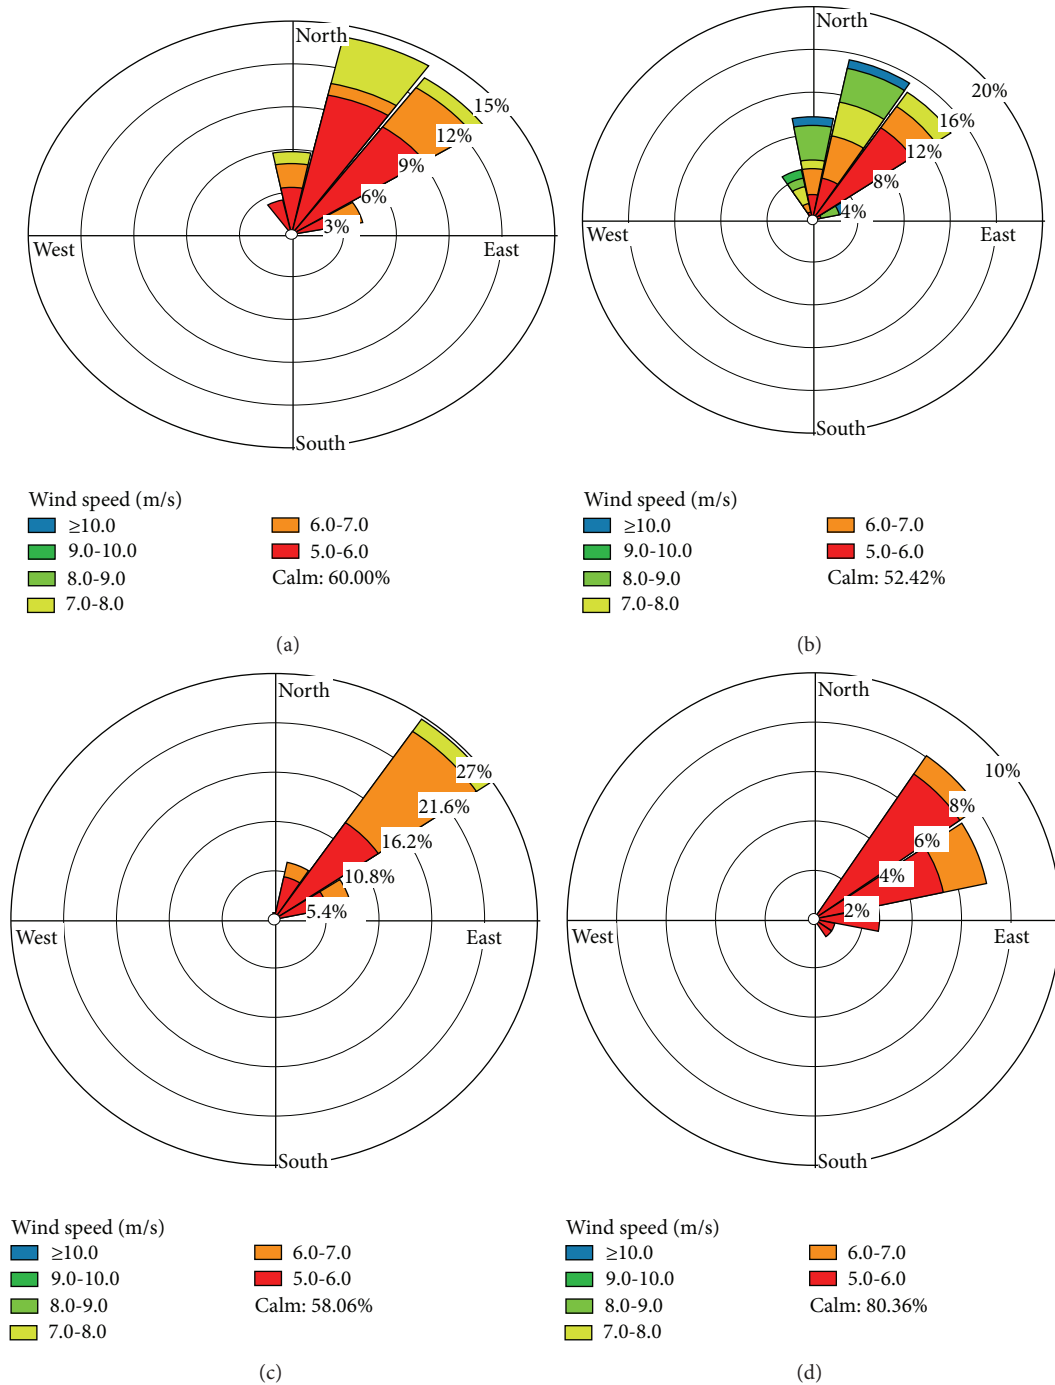 North
15%
12%
9%
6%
3%
West
East
South
Wind speed (m/s)
≥10.0
9.0-10.0
8.0-9.0
7.0-8.0
6.0-7.0
5.0-6.0
Calm: 60.00%
(a)
North
20%
16%
12%
8%
4%
West
East
South
Wind speed (m/s)
≥10.0
9.0-10.0
8.0-9.0
7.0-8.0
6.0-7.0
5.0-6.0
Calm: 52.42%
(b)
North
27%
21.6%
16.2%
10.8%
5.4%
West
East
South
Wind speed (m/s)
≥10.0
9.0-10.0
8.0-9.0
7.0-8.0
6.0-7.0
5.0-6.0
Calm: 58.06%
(c)
North
10%
8%
6%
4%
2%
West
East
South
Wind speed (m/s)
≥10.0
9.0-10.0
8.0-9.0
7.0-8.0
6.0-7.0
5.0-6.0
Calm: 80.36%
(d)